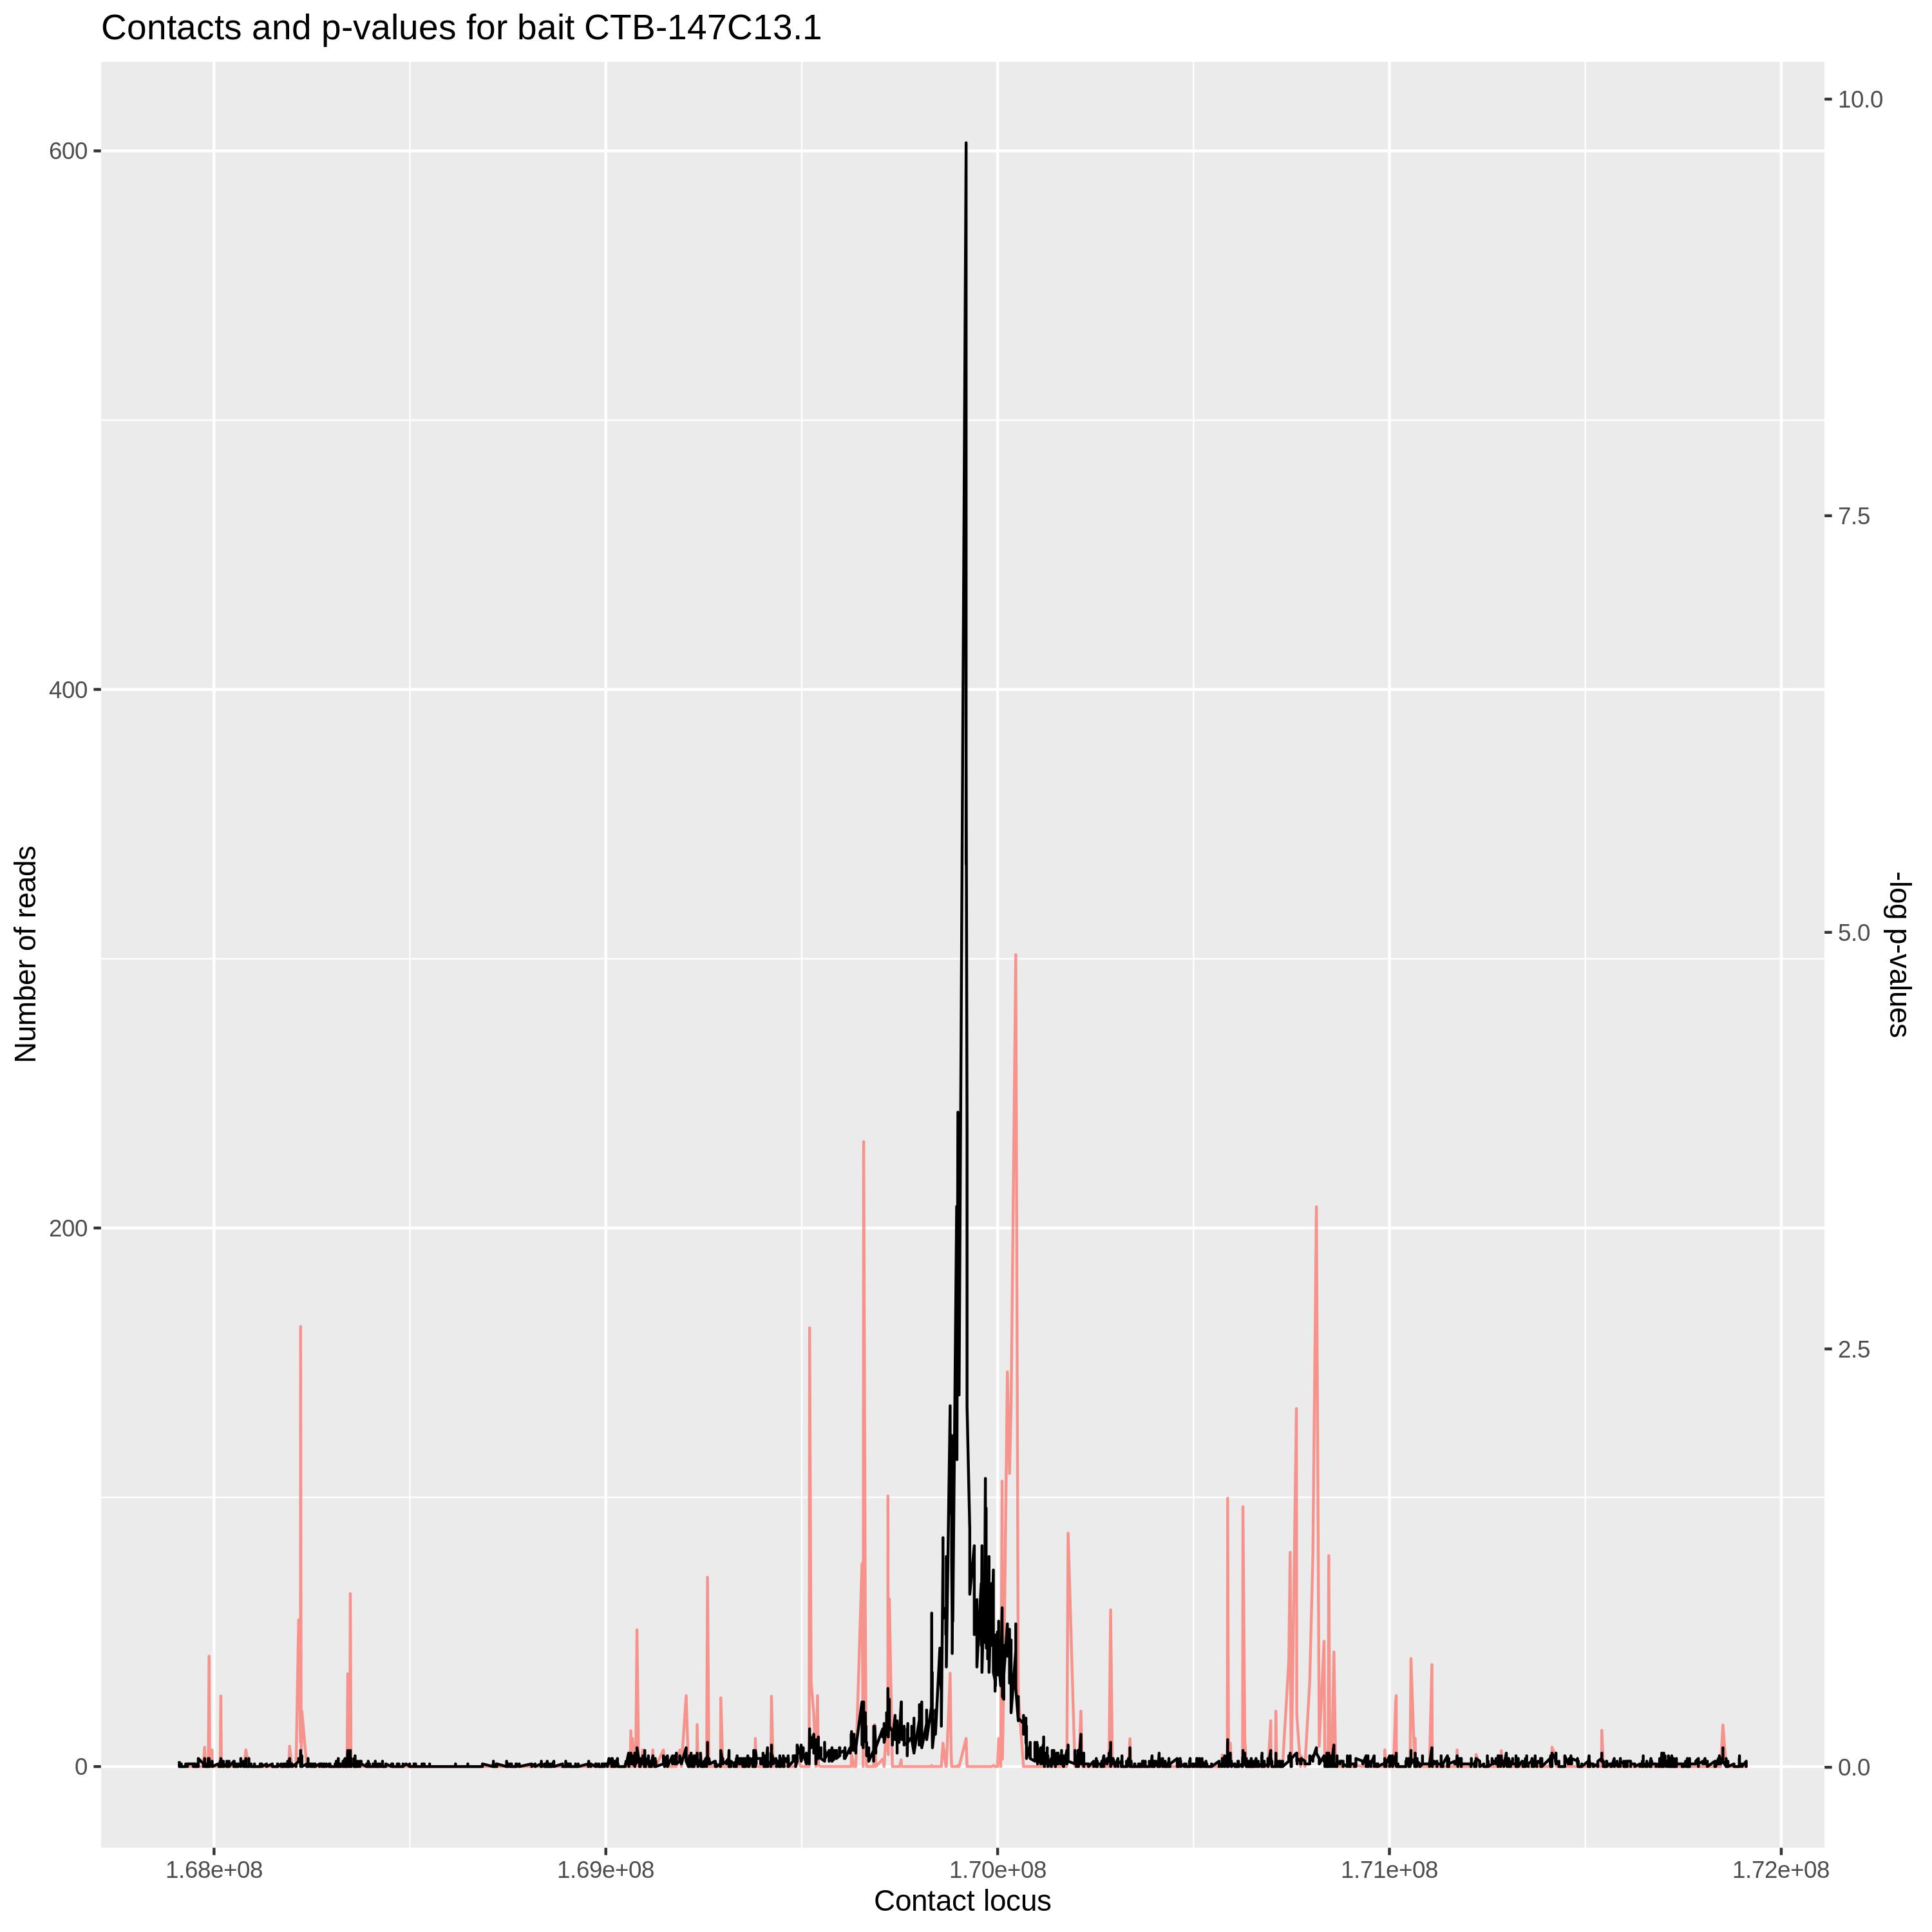 Contacts and p-values for bait CTB-147C13.1
600
400
200
0
Number of reads
10.0
7.5
5.0
2.5
0.0
-log p-values
1.68e+08
1.69e+08
1.70e+08
1.71e+08
1.72e+08
Contact locus